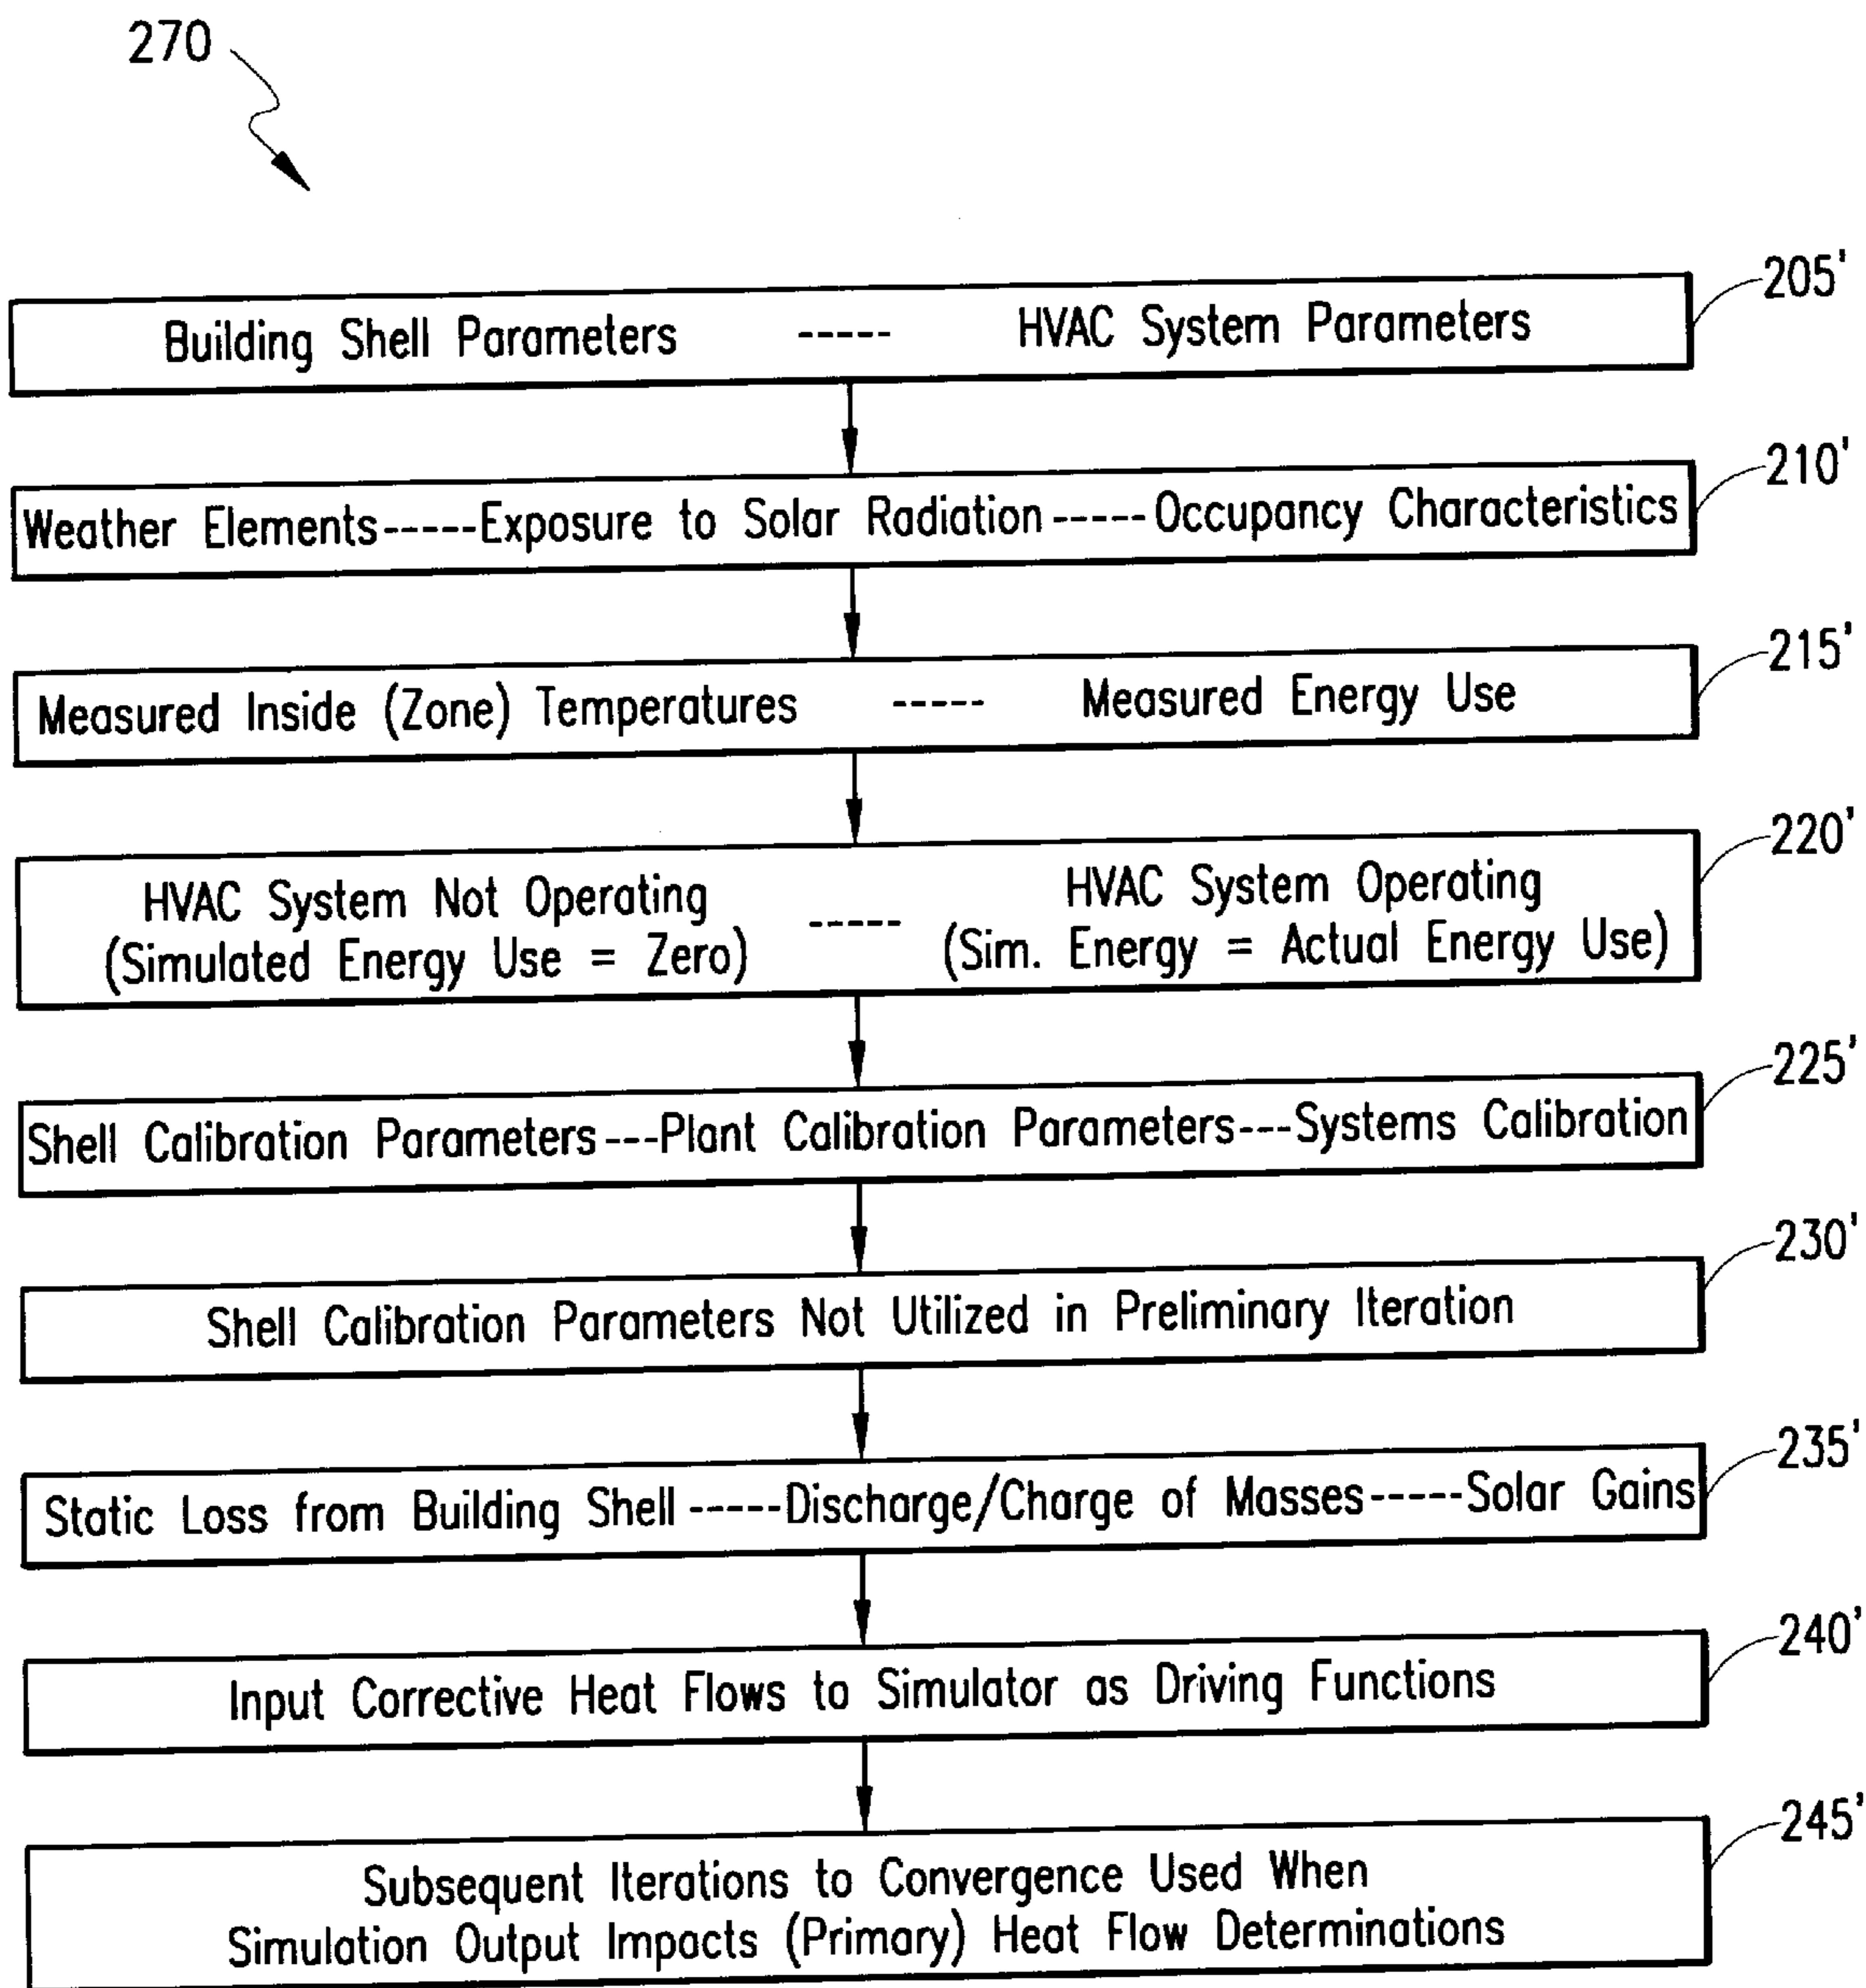 270
205'
Building Shell Parameters ----- HVAC System Parameters
210'
Weather Elements-----Exposure to Solar Radiation-----Occupancy Characteristics
215'
Measured Inside (Zone) Temperatures ----- Measured Energy Use
220'
HVAC System Not Operating ----- HVAC System Operating
(Simulated Energy Use = Zero) (Sim. Energy = Actual Energy Use)
225'
Shell Calibration Parameters---Plant Calibration Parameters---Systems Calibration
230'
Shell Calibration Parameters Not Utilized in Preliminary Iteration
235'
Static Loss from Building Shell-----Discharge/Charge of Masses-----Solar Gains
240'
Input Corrective Heat Flows to Simulator as Driving Functions
245'
Subsequent Iterations to Convergence Used When
Simulation Output Impacts (Primary) Heat Flow Determinations